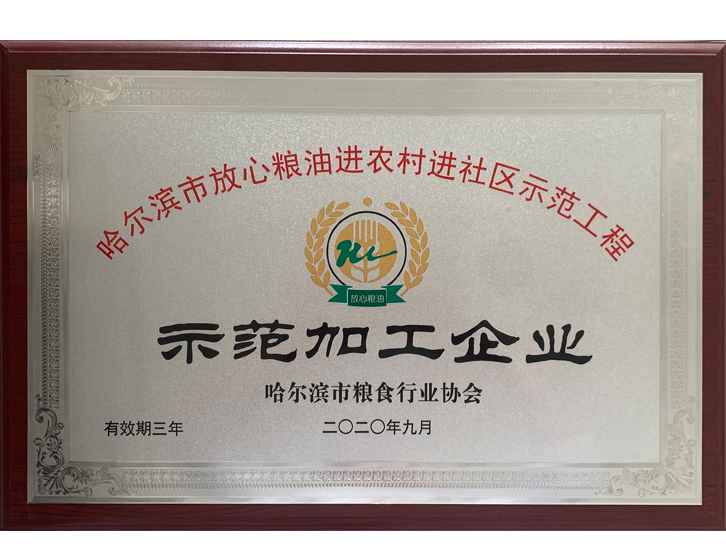 哈尔滨市放心粮油进农村进社区示范工程
放心粮油
示范加工企业
哈尔滨市粮食行业协会
有效期三年
二〇二〇年九月